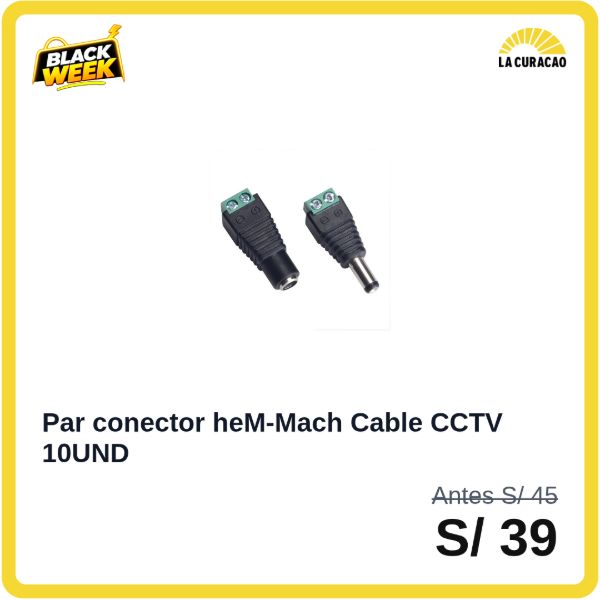 BLACK
WEEK
LA CURACAO
Par conector heM-Mach Cable CCTV
10UND
Antes S/ 45
S/ 39